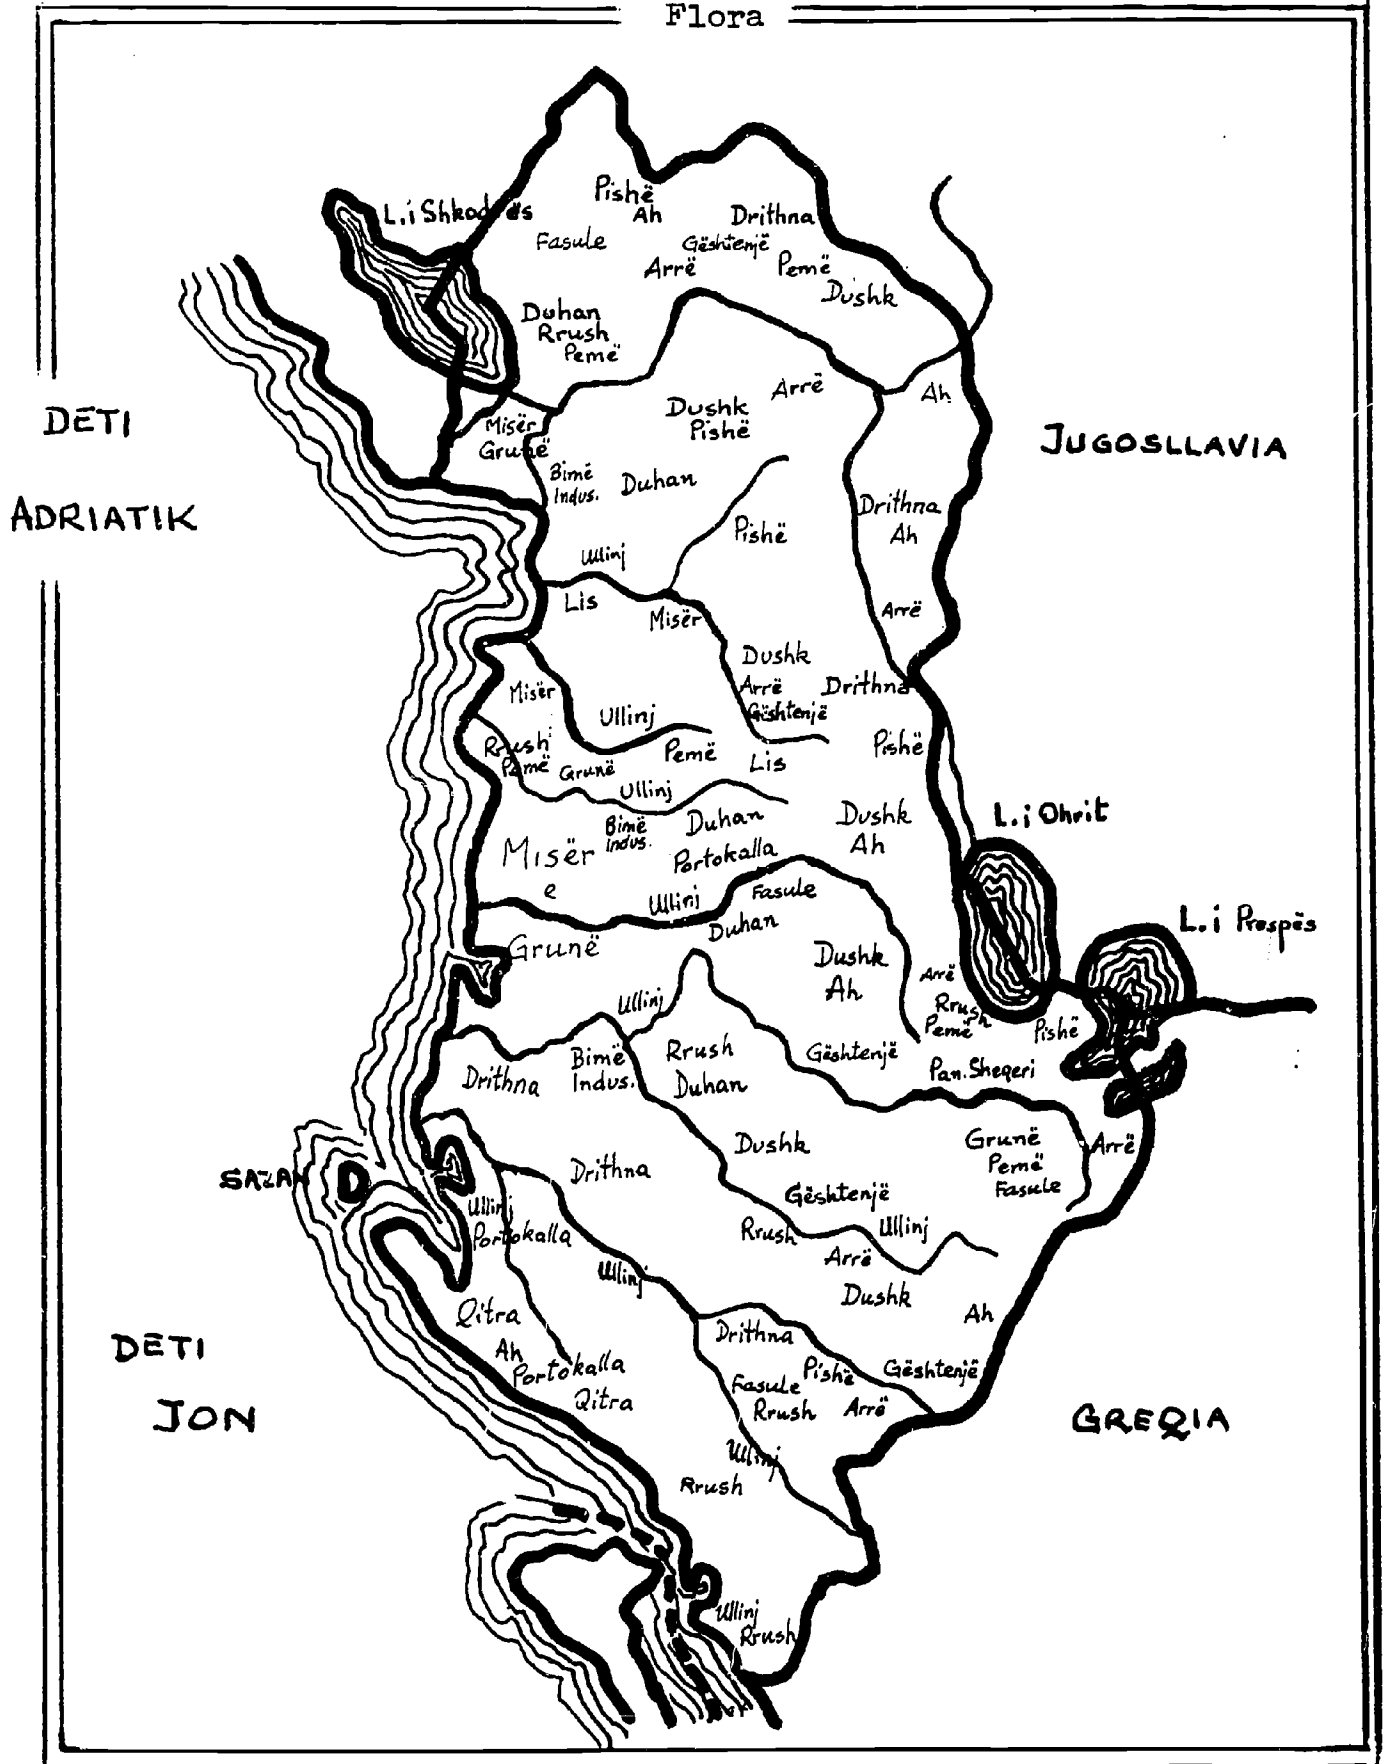 Flora
L.i Shkodrës
Pishë
Ah
Drithna
Fasule
Gështenjë
Arrë
Pemë
Dushk
Duhan
Rrush
Pemë
DETI
ADRIATIK
JUGOSLLAVIA
Arrë
Ah
Dushk
Pishë
Misër
Grunë
Bimë
Indus.
Duhan
Drithna
Ah
Pishë
Ullinj
Lis
Misër
Arrë
Dushk
Arrë
Gështenjë
Drithna
Misër
Ullinj
Pishë
Rrush
Pemë
Grunë
Pemë
Lis
Ullinj
Bimë
Indus.
Duhan
Dushk
Ah
L.i Ohrit
Misër
e
Grunë
Portokalla
Ullinj
Fasule
Duhan
L.i Prespës
Dushk
Ah
Arrë
Rrush
Pemë
Pishë
Ullinj
Drithna
Bimë
Indus.
Rrush
Duhan
Gështenjë
Pan.Sheqeri
Grunë
Pemë
Fasule
Arrë
Dushk
SAZAN
Drithna
Gështenjë
Ullinj
Portokalla
Rrush
Ullinj
Arrë
Ullinj
Dushk
Ah
Qitra
Ah
Portokalla
Qitra
Drithna
Pishë
Gështenjë
Fasule
Rrush
Arrë
DETI
JON
GREQIA
Ullinj
Rrush
Ullinj
Rrush